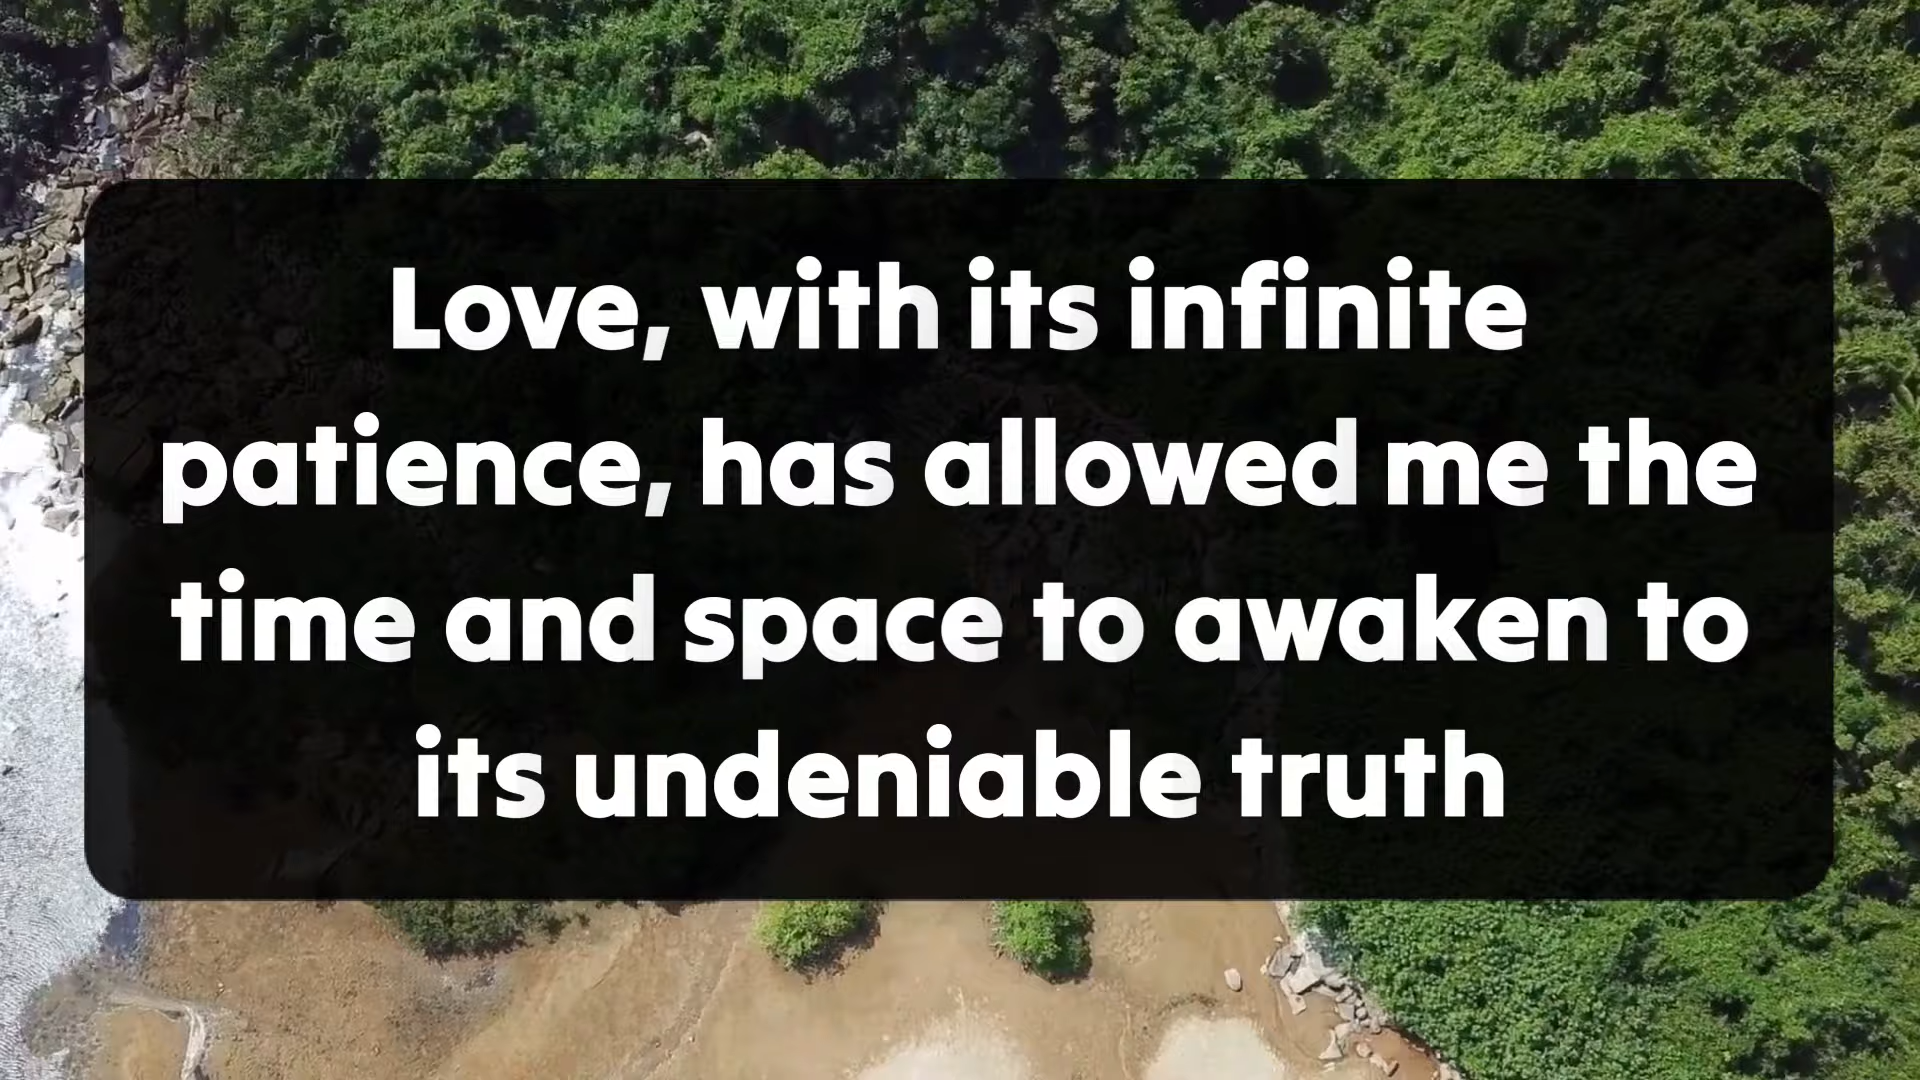 Love, with its infinite
patience, has allowed me the
time and space to awaken to
its undeniable truth